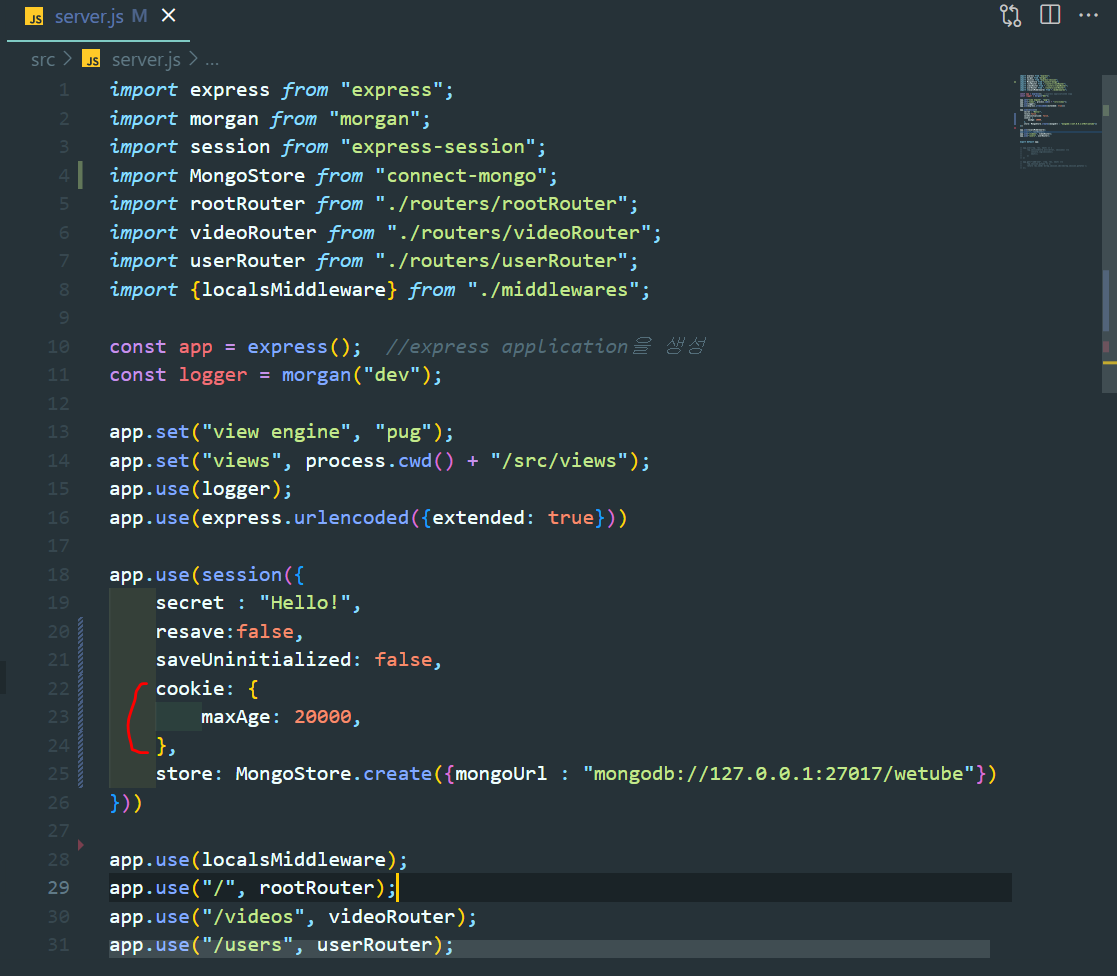 JS server.js M
src > JS server.js > ...
1 import express from "express";
2 import morgan from "morgan";
3 import session from "express-session";
4 import MongoStore from "connect-mongo";
5 import rootRouter from "./routers/rootRouter";
6 import videoRouter from "./routers/videoRouter";
7 import userRouter from "./routers/userRouter";
8 import {localsMiddleware} from "./middlewares";
9
10 const app = express();  //express application을 생성
11 const logger = morgan("dev");
12
13 app.set("view engine", "pug");
14 app.set("views", process.cwd() + "/src/views");
15 app.use(logger);
16 app.use(express.urlencoded({extended: true}))
17
18 app.use(session({
19     secret : "Hello!",
20     resave:false,
21     saveUninitialized: false,
22     cookie: {
23         maxAge: 20000,
24     },
25     store: MongoStore.create({mongoUrl : "mongodb://127.0.0.1:27017/wetube"})
26 }))
27
28 app.use(localsMiddleware);
29 app.use("/", rootRouter);
30 app.use("/videos", videoRouter);
31 app.use("/users", userRouter);